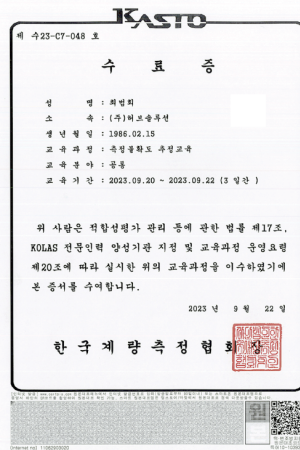 KASTO
제 수23-C7-048 호
수 료 증
성 명 : 최범희
소 속 : (주)허브솔루션
생 년 월 일 : 1986.02.15
교 육 과 정 : 측정불확도 추정교육
교 육 분 야 : 공통
교 육 기 간 : 2023.09.20 ~ 2023.09.22 (3 일간)
위 사람은 적합성평가 관리 등에 관한 법률 제17조,
KOLAS 전문인력 양성기관 지정 및 교육과정 운영요령
제20조에 따라 실시한 위의 교육과정을 이수하였기에
본 증서를 수여합니다.
2023 년 9 월 22 일
한국계량측정협회장